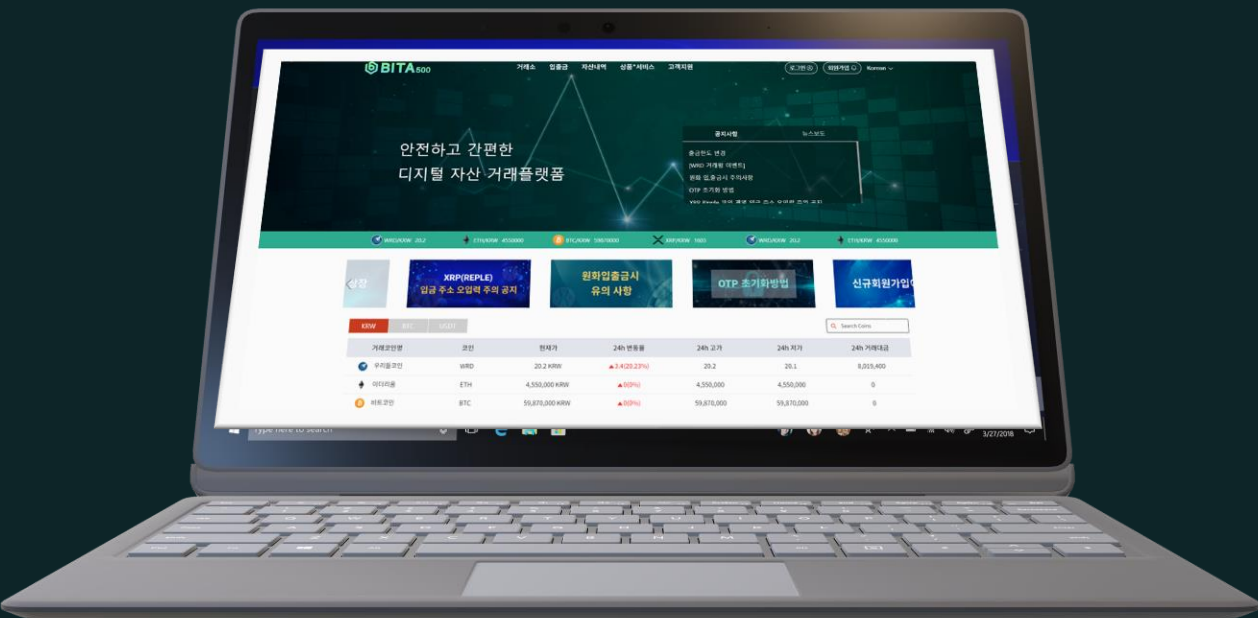 BITA500
거래소 입출금 자산내역 상품*서비스 고객지원
로그인 회원가입 Korean
안전하고 간편한
디지털 자산 거래플랫폼
공지사항 뉴스보도
출금한도 변경
[WRD 거래왕 이벤트]
원화 입,출금시 주의사항
OTP 초기화 방법
WRD/KRW 20.2 ETH/KRW 4550000 BTC/KRW 59870000 XRP/KRW WRD/KRW 20.2 ETH/KRW 4550000
상장
XRP(REPLE)
입금 주소 오입력 주의 공지
원화입출금시
유의 사항
OTP 초기화방법
신규회원가입
KRW BTC USDT
Search Coins
거래코인명 코인 현재가 24h 변동률 24h 고가 24h 저가 24h 거래대금
우리들코인 WRD 20.2 KRW ▲3.4(20.23%) 20.2 20.1 8,019,400
이더리움 ETH 4,550,000 KRW ▲0(0%) 4,550,000 4,550,000 0
비트코인 BTC 59,870,000 KRW ▲0(0%) 59,870,000 59,870,000 0
Type here to search
3/27/2018